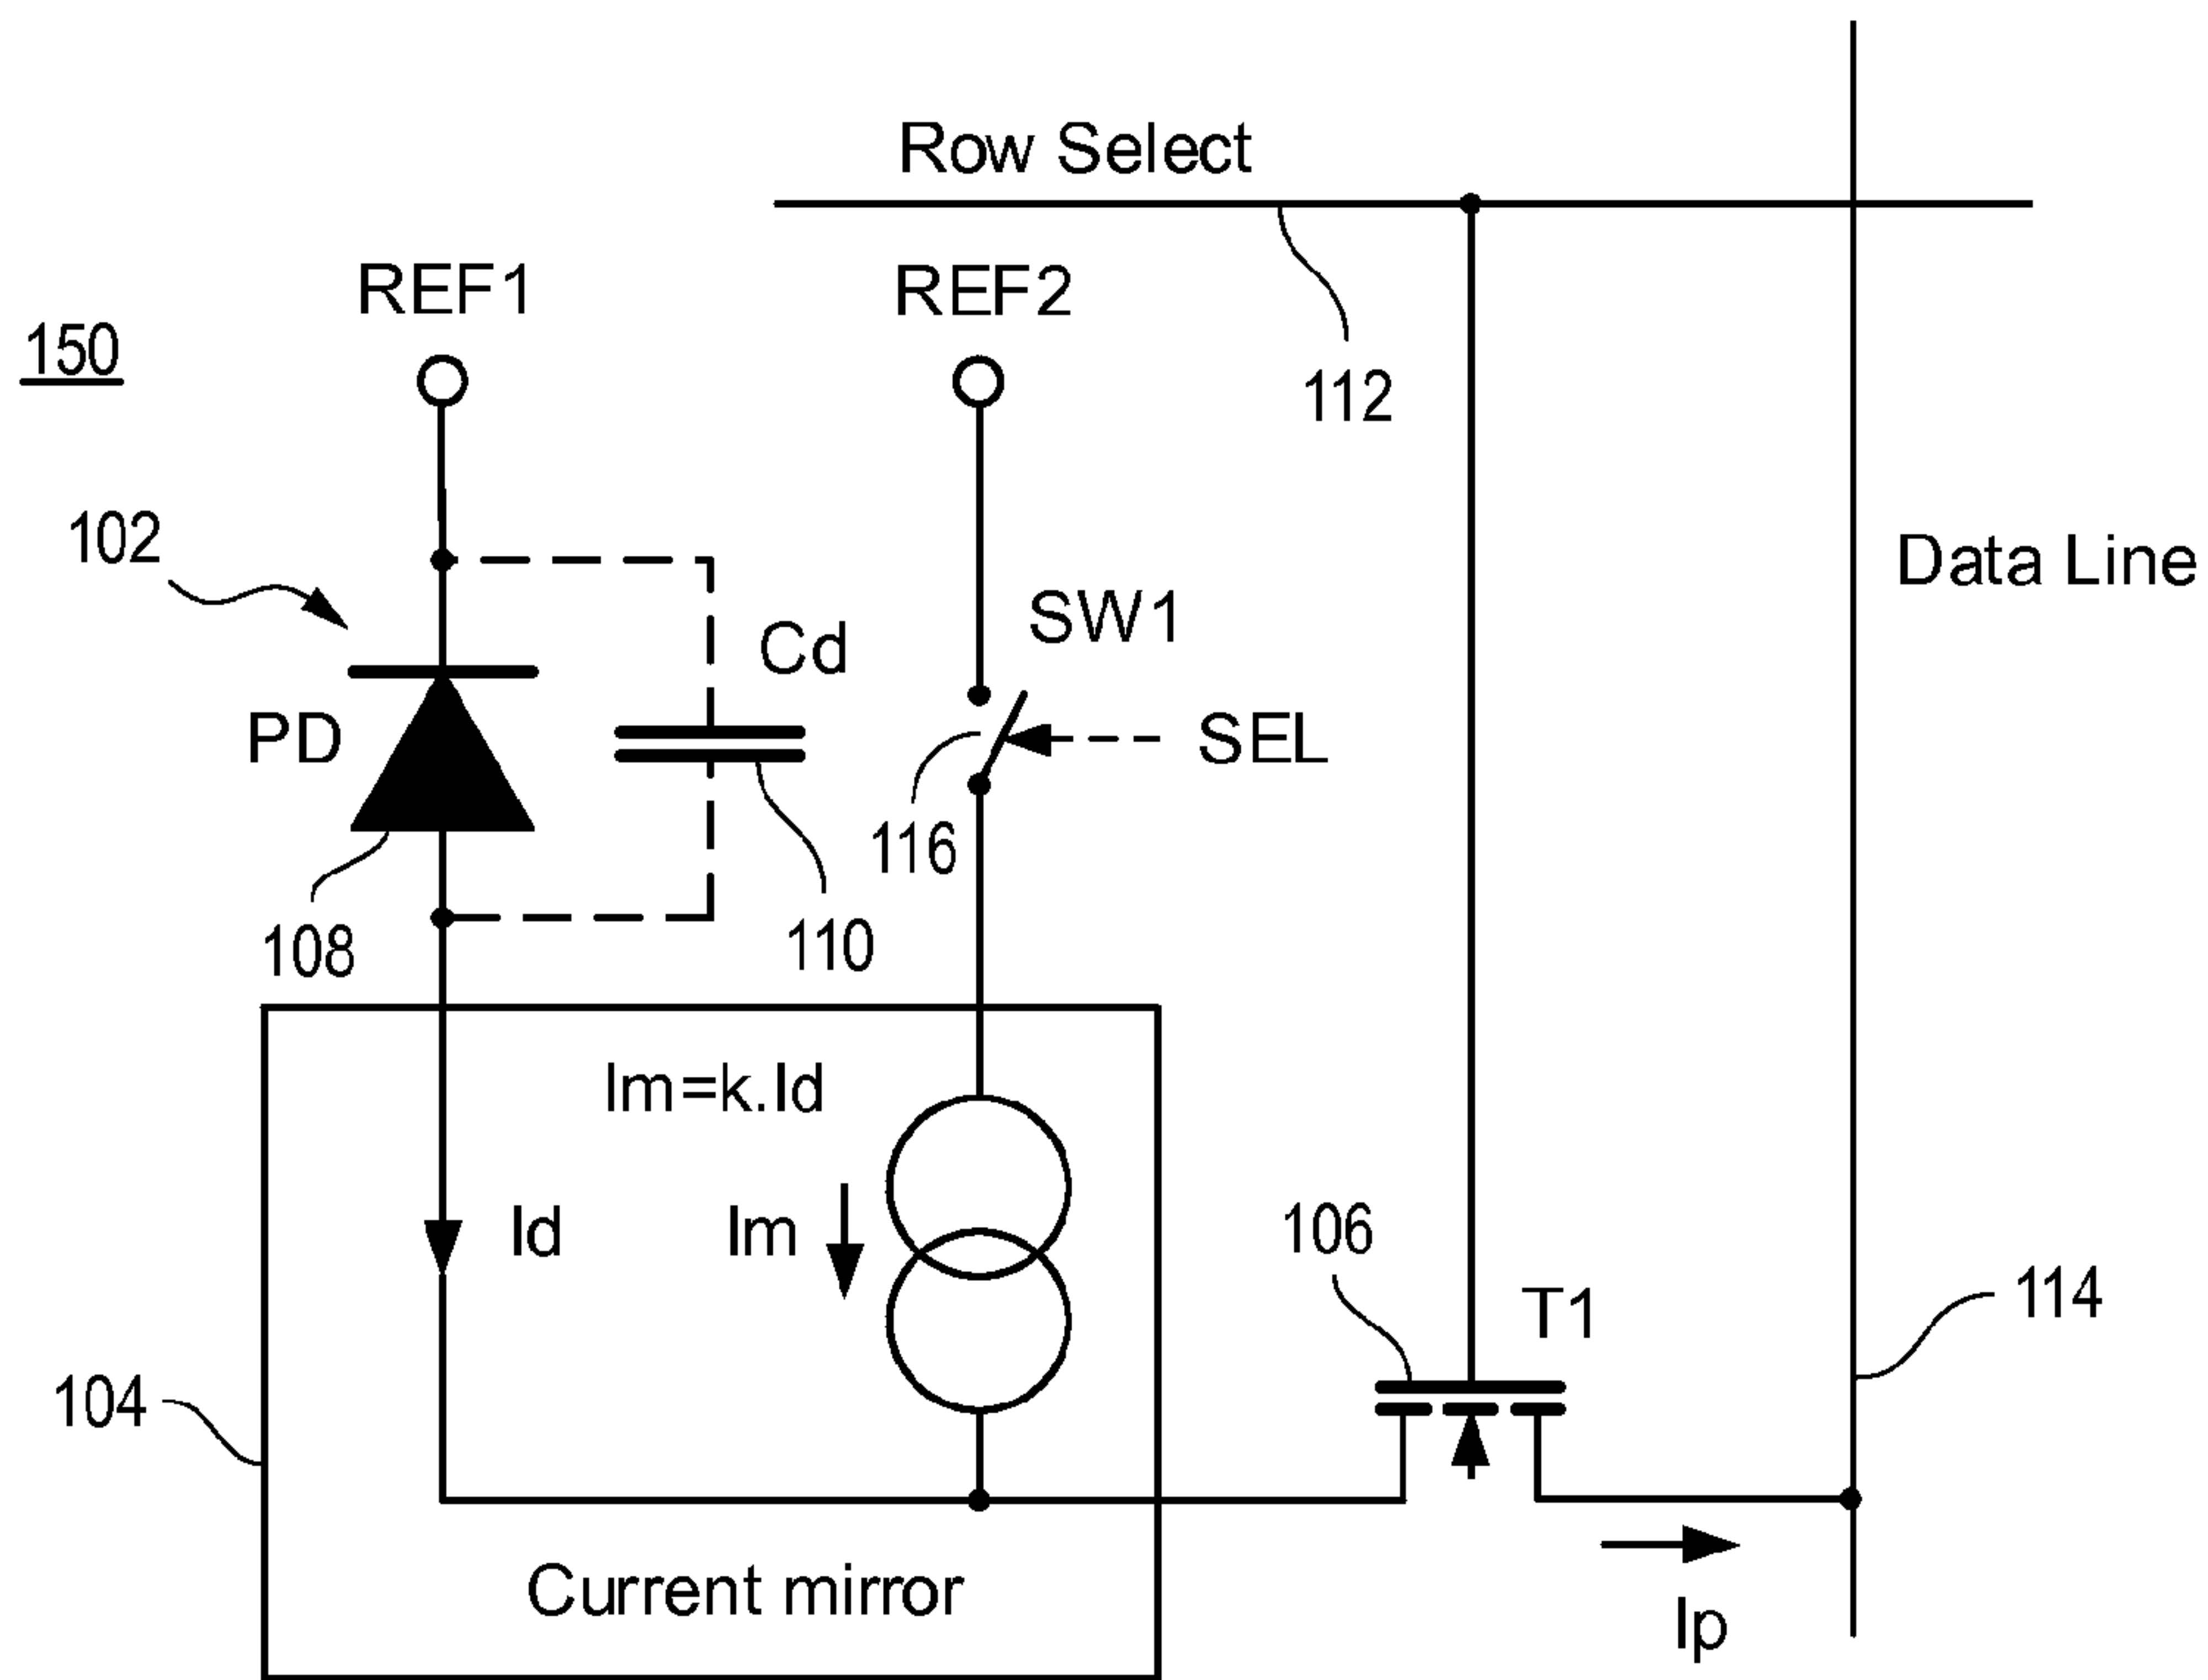 Row Select
REF1
REF2
150
112
102
Data Line
SW1
Cd
PD
SEL
116
108
110
Im=k.Id
Id
Im
106
T1
114
104
Current mirror
Ip